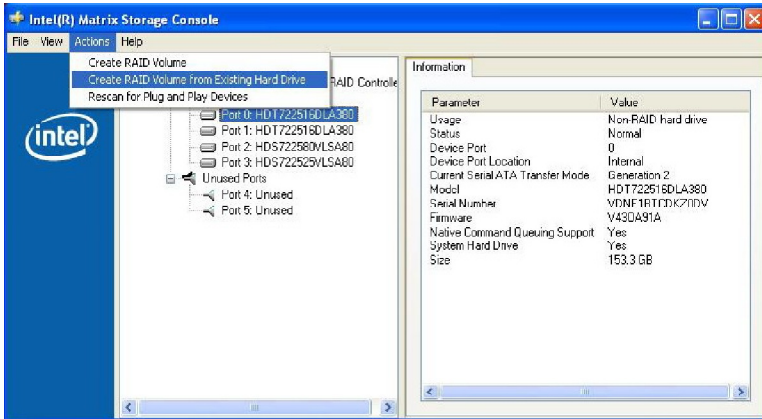 Intel(R) Matrix Storage Console
File View Actions Help
Create RAID Volume
Create RAID Volume from Existing Hard Drive
Rescan for Plug and Play Devices
RAID Controlle
Port 0: HDT722516DLA380
Port 1: HDT722516DLA380
Port 2: HDS722580VLSA80
Port 3: HDS722525VLSA80
Unused Ports
Port 4: Unused
Port 5: Unused
intel
Information
Parameter Value
Usage Non-RAID hard drive
Status Normal
Device Port 0
Device Port Location Internal
Current Serial ATA Transfer Mode Generation 2
Model HDT722516DLA380
Serial Number
Firmware V43OA91A
Native Command Queuing Support Yes
System Hard Drive Yes
Size 153.3 GB